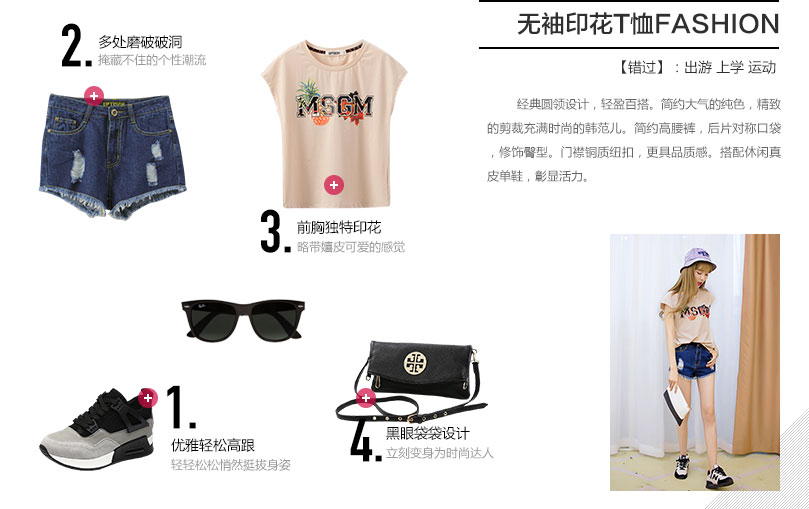 无袖印花T恤FASHION
【错过】：出游 上学 运动
经典圆领设计，轻盈百搭。简约大气的纯色，精致
的剪裁充满时尚的韩范儿。简约高腰裤，后片对称口袋
，修饰臀型。门襟铜质纽扣，更具品质感。搭配休闲真
皮单鞋，彰显活力。
2.
多处磨破破洞
掩藏不住的个性潮流
MSGM
3.
前胸独特印花
略带嬉皮可爱的感觉
1.
优雅轻松高跟
轻轻松松悄然挺拔身姿
4.
黑眼袋袋设计
立刻变身为时尚达人
MSGM